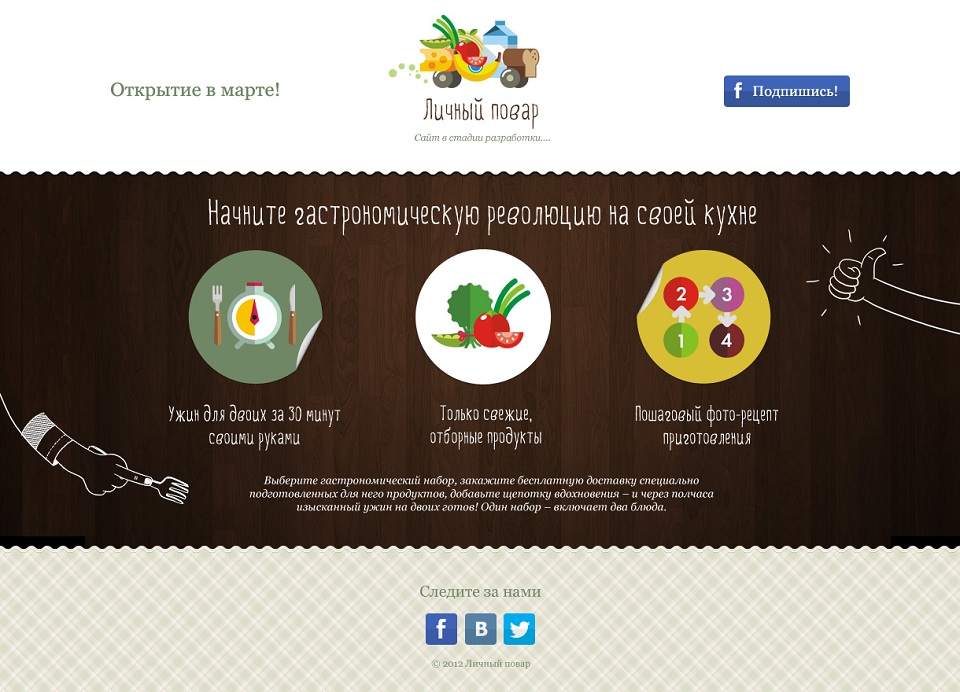 Открытие в марте!
Личный повар
Сайт в стадии разработки....
f Подпишись!
Начните гастрономическую революцию на своей кухне
2 3
1 4
Ужин для двоих за 30 минут
своими руками
Только свежие,
отборные продукты
Пошаговый фото-рецепт
приготовления
Выберите гастрономический набор, закажите бесплатную доставку специально
подготовленных для него продуктов, добавьте щепотку вдохновения – и через полчаса
изысканный ужин на двоих готов! Один набор – включает два блюда.
Следите за нами
f В
© 2012 Личный повар